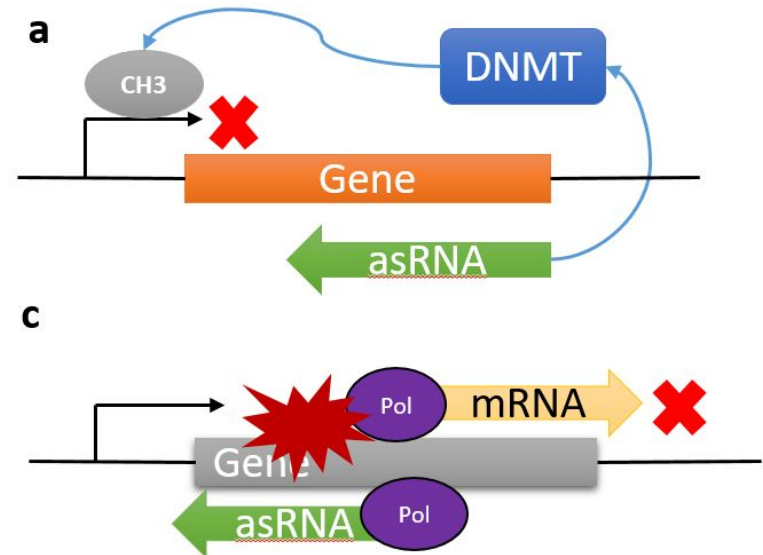 a
CH3
DNMT
Gene
asRNA
c
Pol
mRNA
Gene
asRNA
Pol